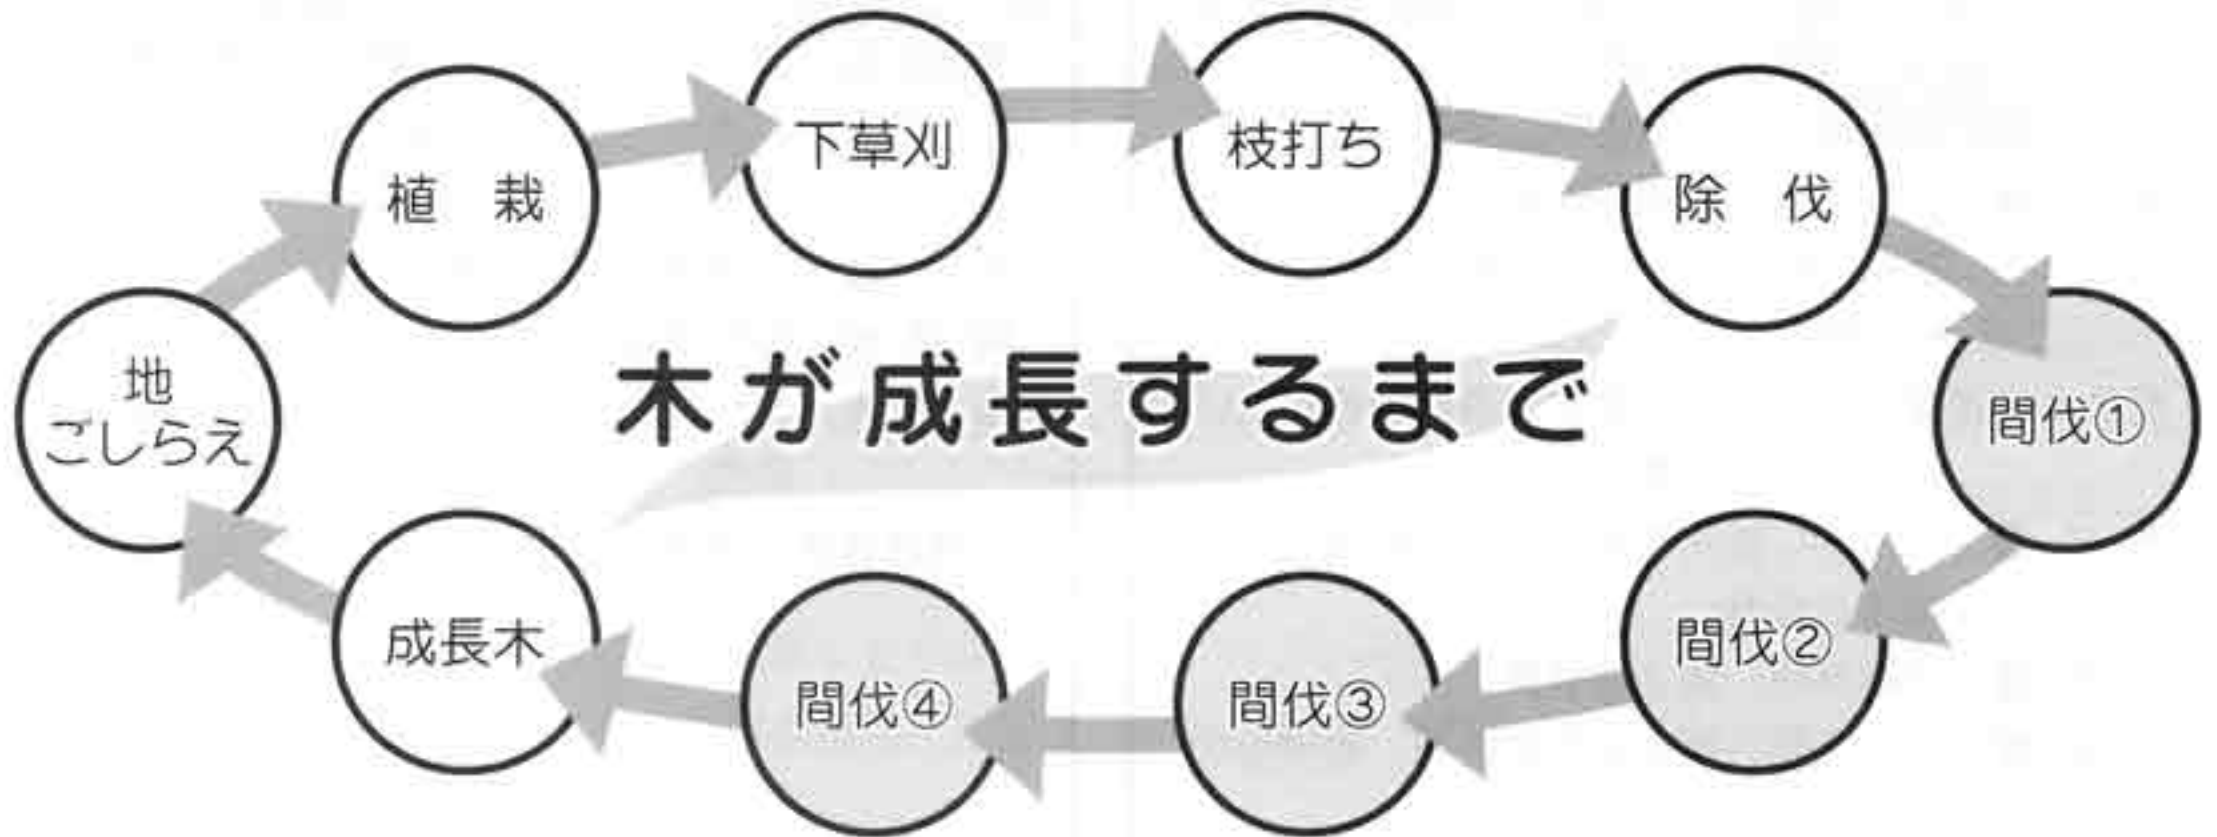 木が成長するまで
地
ごしらえ
植　栽
下草刈
枝打ち
除　伐
間伐①
間伐②
間伐③
間伐④
成長木